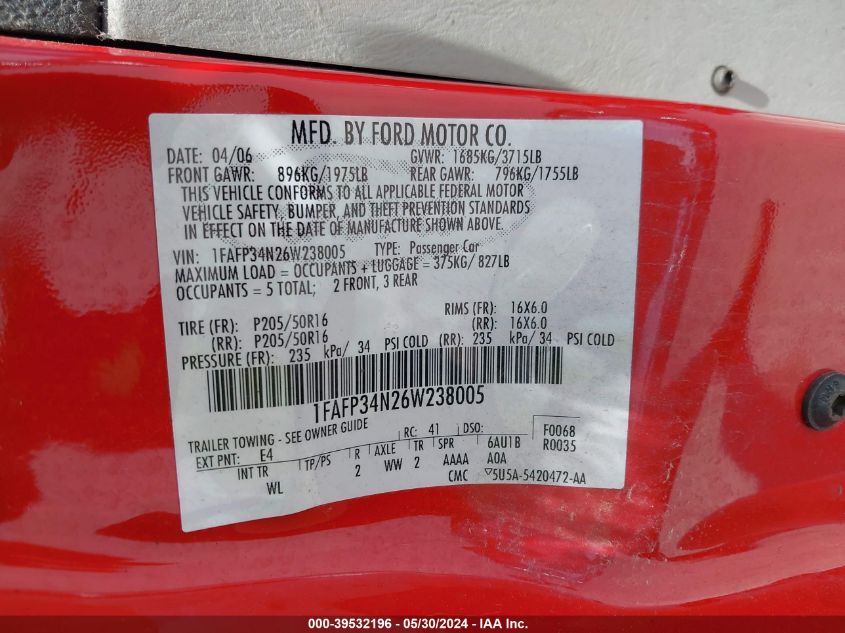 MFD. BY FORD MOTOR CO.
DATE: 04/06 GVWR: 1685KG/3715LB
FRONT GAWR: 896KG/1975LB REAR GAWR: 796KG/1755LB
THIS VEHICLE CONFORMS TO ALL APPLICABLE FEDERAL MOTOR
VEHICLE SAFETY, BUMPER, AND THEFT PREVENTION STANDARDS
IN EFFECT ON THE DATE OF MANUFACTURE SHOWN ABOVE.
VIN: 1FAFP34N26W238005 TYPE: Passenger Car
MAXIMUM LOAD = OCCUPANTS + LUGGAGE = 375KG/ 827LB
OCCUPANTS = 5 TOTAL; 2 FRONT, 3 REAR
TIRE (FR): P205/50R16 RIMS (FR): 16X6.0
(RR): P205/50R16 (RR): 16X6.0
PRESSURE (FR): 235 kPa/ 34 PSI COLD (RR): 235 kPa/ 34 PSI COLD
1FAFP34N26W238005
TRAILER TOWING - SEE OWNER GUIDE RC: 41 DSO: F0068
EXT PNT: E4 R AXLE TR SPR 6AU1B R0035
INT TR TP/PS 2 WW 2 AAAA A0A
WL CMC ▽5U5A-5420472-AA
000-39532196 - 05/30/2024 - IAA Inc.